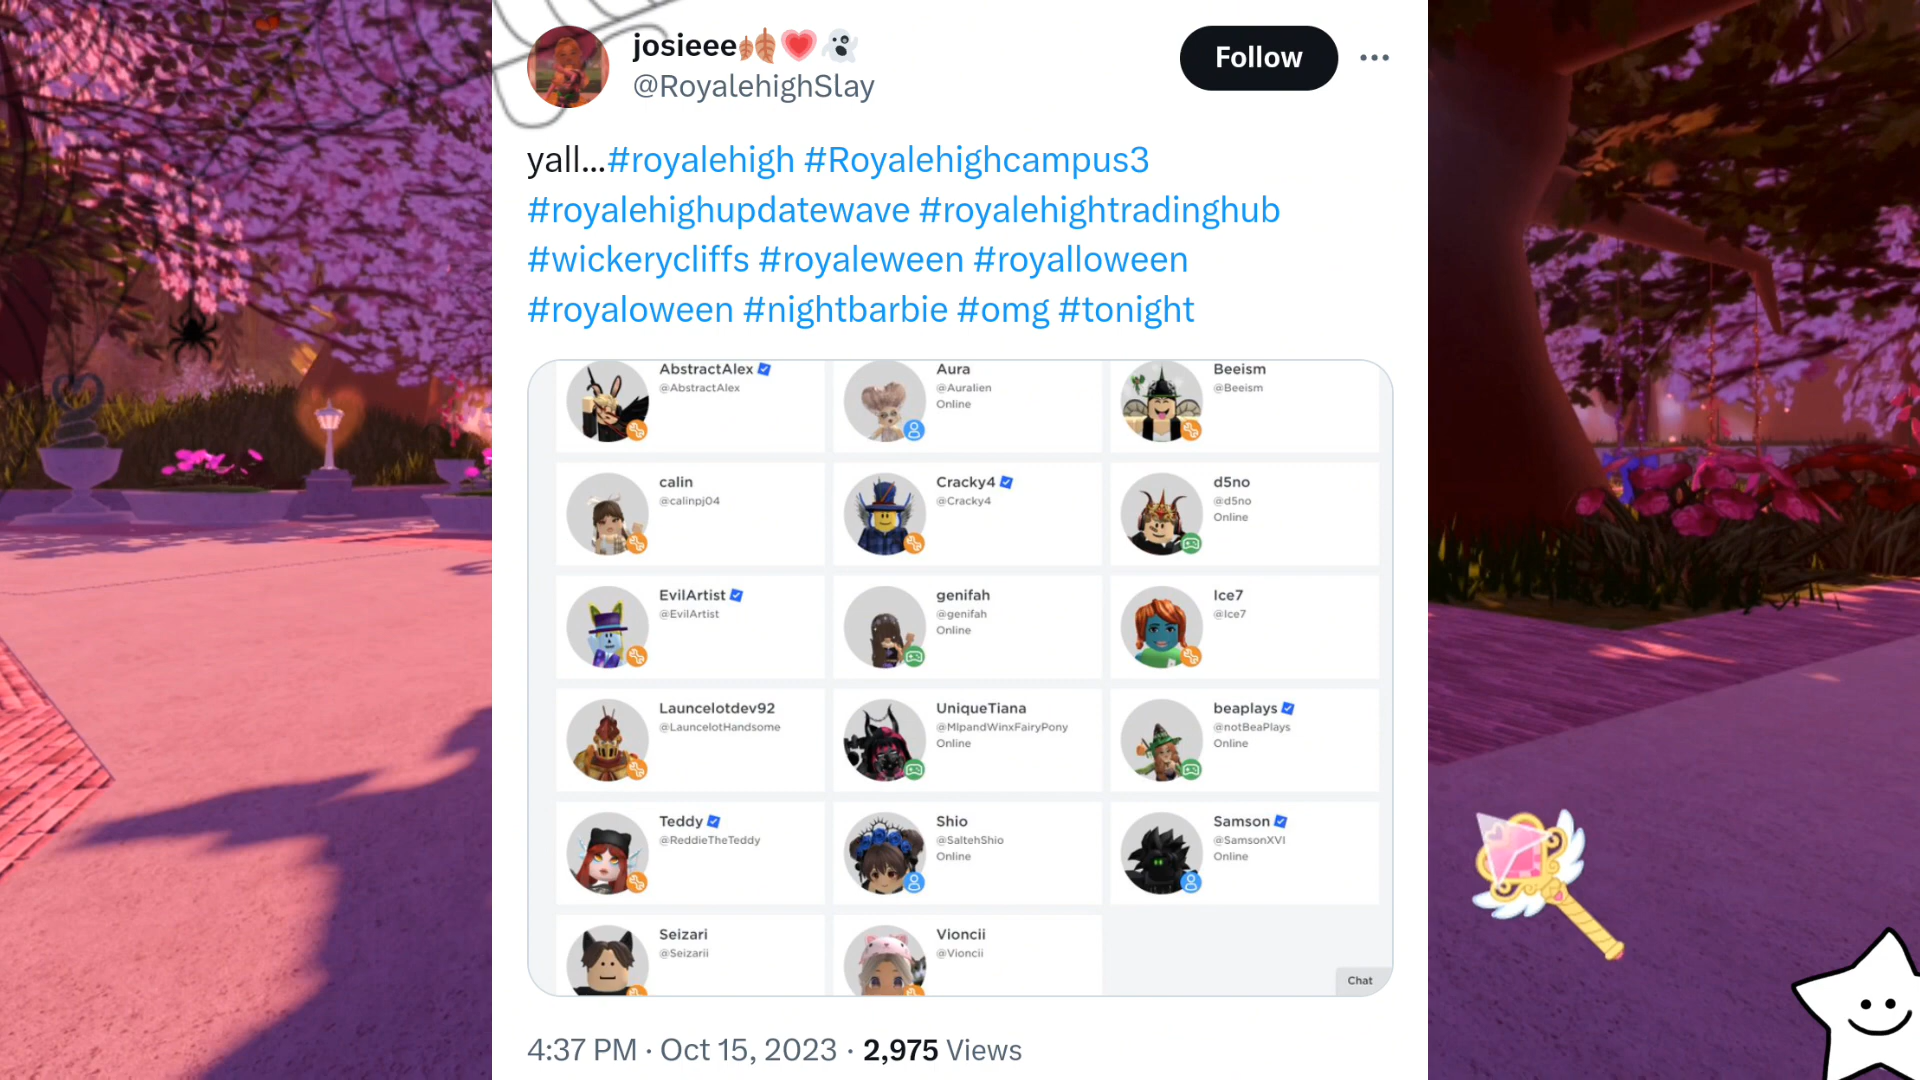 josieee🍂❤️👻
@RoyalehighSlay
Follow
yall...#royalehigh #Royalehighcampus3
#royalehighupdatewave #royalehightradinghub
#wickerycliffs #royaleween #royalloween
#royaloween #nightbarbie #omg #tonight
AbstractAlex
@AbstractAlex
Aura
@Auralien
Online
Beeism
@Beeism
calin
@calinpj04
Cracky4
@Cracky4
d5no
@d5no
Online
EvilArtist
@EvilArtist
genifah
@genifah
Online
Ice7
@Ice7
Launcelotdev92
@LauncelotHandsome
UniqueTiana
@MlpandWinxFairyPony
Online
beaplays
@notBeaPlays
Online
Teddy
@ReddieTheTeddy
Shio
@SaltehShio
Online
Samson
@SamsonXVI
Online
Seizari
@Seizarii
Vioncii
@Vioncii
Chat
4:37 PM · Oct 15, 2023 · 2,975 Views